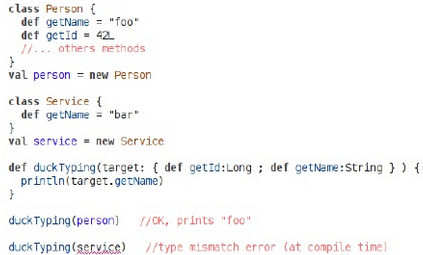 class Person {
def getName = "foo"
def getId = 42L
//... others methods
}
val person = new Person
class Service {
def getName = "bar"
}
val service = new Service
def duckTyping(target: { def getId:Long ; def getName:String } ) {
println(target.getName)
}
duckTyping(person) //OK, prints "foo"
duckTyping(service) //type mismatch error (at compile time)